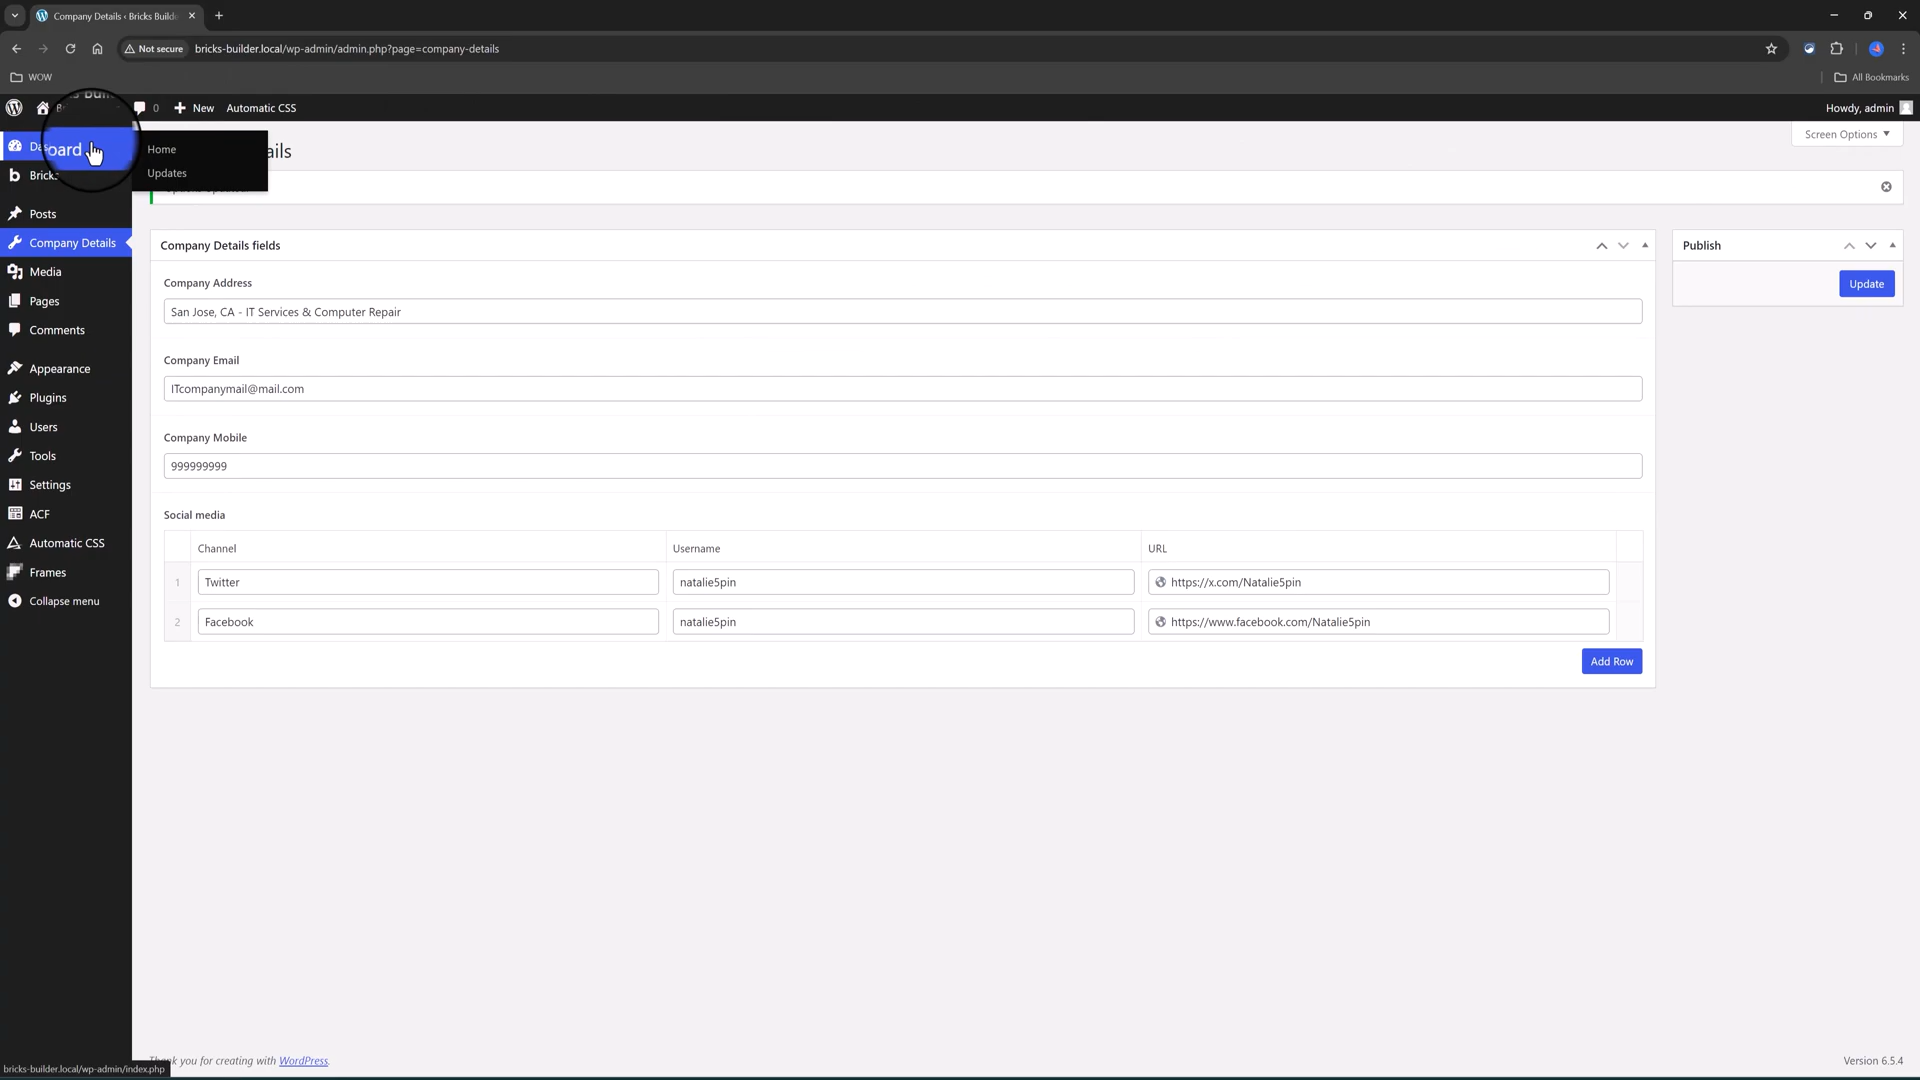 Company Details ‹ Bricks Builde
Not secure
bricks-builder.local/wp-admin/admin.php?page=company-details
WOW
All Bookmarks
0
New
Automatic CSS
Howdy, admin
Das
oard
Home
Updates
Screen Options
ails
Bricks
Posts
Company Details
Media
Pages
Comments
Appearance
Plugins
Users
Tools
Settings
ACF
Automatic CSS
Frames
Collapse menu
Company Details fields
Company Address
San Jose, CA - IT Services & Computer Repair
Company Email
ITcompanymail@mail.com
Company Mobile
999999999
Social media
Channel Username URL
1 Twitter natalie5pin https://x.com/Natalie5pin
2 Facebook natalie5pin https://www.facebook.com/Natalie5pin
Add Row
Publish
Update
Thank you for creating with WordPress.
Version 6.5.4
bricks-builder.local/wp-admin/index.php